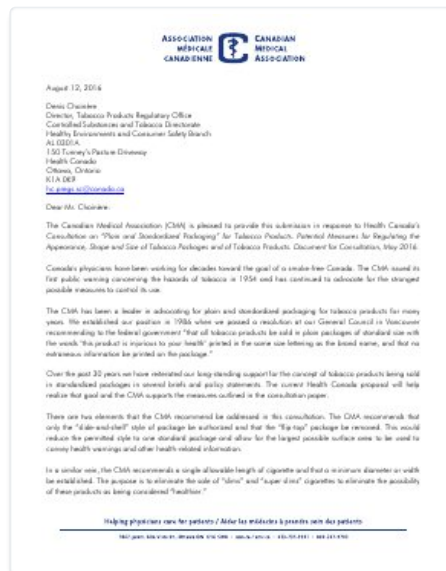 ASSOCIATION MÉDICALE CANADIENNE
CANADIAN MEDICAL ASSOCIATION
August 12, 2016
Denis Choinière
Director, Tobacco Products Regulatory Office
Controlled Substances and Tobacco Directorate
Healthy Environments and Consumer Safety Branch
AL 0301A
150 Tunney's Pasture Driveway
Health Canada
Ottawa, Ontario
K1A 0K9
hc.pregs.sc@canada.ca
Dear Mr. Choinière:
The Canadian Medical Association (CMA) is pleased to provide this submission in response to Health Canada's
Consultation on "Plain and Standardized Packaging" for Tobacco Products. Potential Measures for Regulating the
Appearance, Shape and Size of Tobacco Packages and of Tobacco Products. Document for Consultation, May 2016.
Canada's physicians have been working for decades toward the goal of a smoke-free Canada. The CMA issued its
first public warning concerning the hazards of tobacco in 1954 and has continued to advocate for the strongest
possible measures to control its use.
The CMA has been a leader in advocating for plain and standardized packaging for tobacco products for many
years. We established our position in 1986 when we passed a resolution at our General Council in Vancouver
recommending to the federal government "that all tobacco products be sold in plain packages of standard size with
the words 'this product is injurious to your health' printed in the same size lettering as the brand name, and that no
extraneous information be printed on the package."
Over the past 30 years we have reiterated our long-standing support for the concept of tobacco products being sold
in standardized packages in several briefs and policy statements. The current Health Canada proposal will help
realize that goal and the CMA supports the measures outlined in the consultation paper.
There are two elements that the CMA recommend be addressed in this consultation. The CMA recommends that
only the "slide-and-shell" style of package be authorized and that the "flip top" package be removed. This would
reduce the permitted style to one standard package and allow for the largest possible surface area to be used to
convey health warnings and other health-related information.
In a similar vein, the CMA recommends a single allowable length of cigarette and that a minimum diameter or width
be established. The purpose is to eliminate the sale of "slims" and "super slims" cigarettes to eliminate the possibility
of these products as being considered "healthier."
Helping physicians care for patients / Aider les médecins à prendre soin des patients